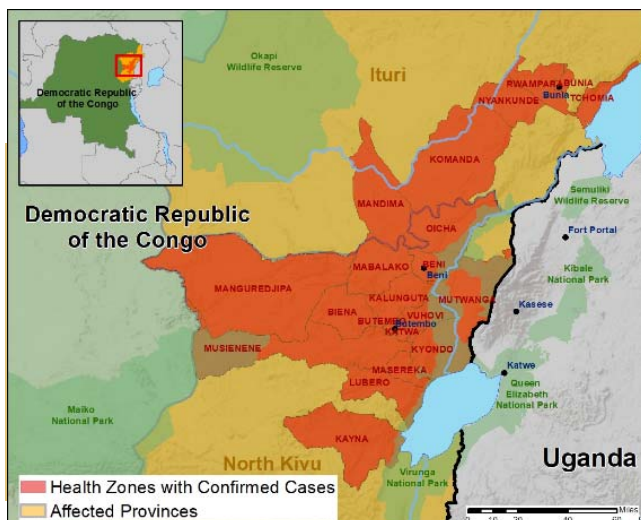 Democratic Republic
of the Congo
Okapi
Wildlife Reserve
Ituri
RWAMPARA
BUNIA
Bunia
TCHOMIA
NYANKUNDE
KOMANDA
MANDIMA
Semuliki
Wildlife Reserve
Democratic Republic
of the Congo
OICHA
Fort Portal
Kibale
National Park
MABALAKO
BENI
Beni
MANGUREDJIPA
KALUNGUTA
MUTWANGA
BIENA
VUHOVI
BUTEMBO
Butembo
KATWA
Kasese
MUSIENENE
KYONDO
MASEREKA
Katwe
LUBERO
Queen
Elizabeth
National Park
Maiko
National Park
KAYNA
North Kivu
Virunga
National Park
Uganda
Health Zones with Confirmed Cases
Affected Provinces
Miles